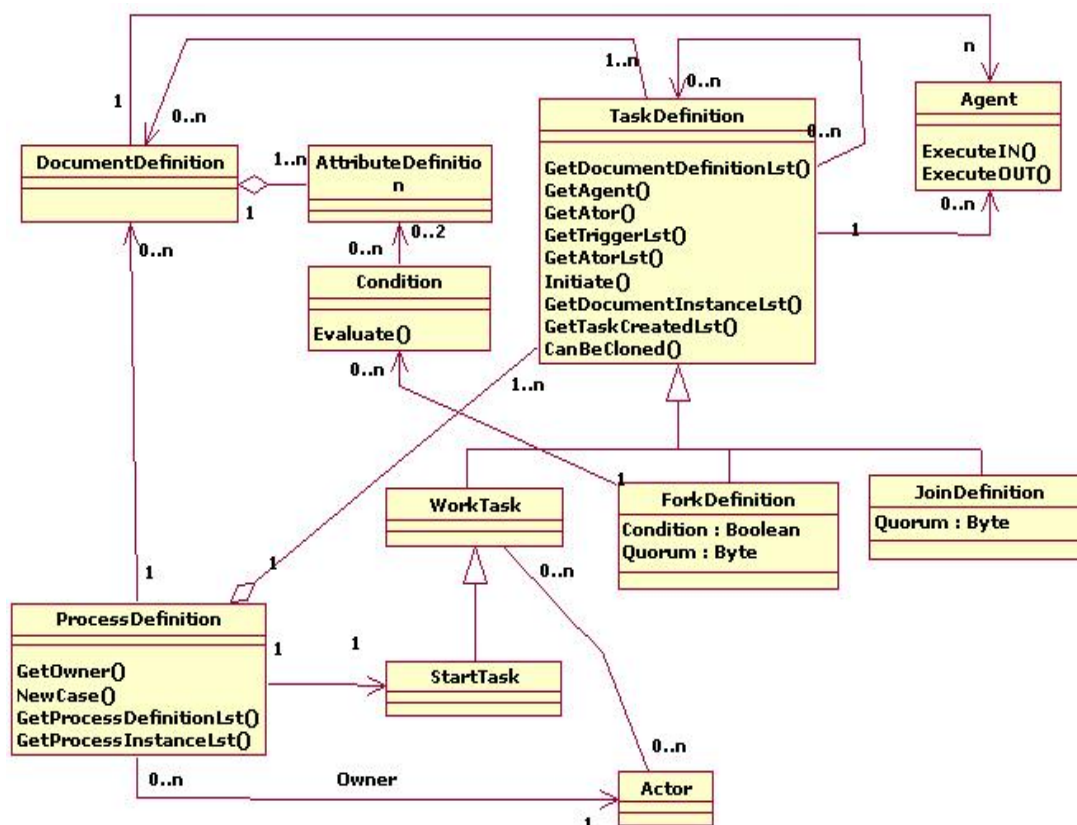 1
n
1..n
0..n
0..n
0..n
DocumentDefinition
1..n
1
AttributeDefinitio
n
0..2
0..n
Condition
Evaluate()
0..n
TaskDefinition
GetDocumentDefinitionLst()
GetAgent()
GetAtor()
GetTriggerLst()
GetAtorLst()
Initiate()
GetDocumentInstanceLst()
GetTaskCreatedLst()
CanBeCloned()
Agent
ExecuteIN()
ExecuteOUT()
0..n
1
0..n
1..n
1
WorkTask
ForkDefinition
Condition : Boolean
Quorum : Byte
JoinDefinition
Quorum : Byte
0..n
1
1
ProcessDefinition
GetOwner()
NewCase()
GetProcessDefinitionLst()
GetProcessInstanceLst()
1
1
StartTask
0..n
0..n
Owner
1
Actor